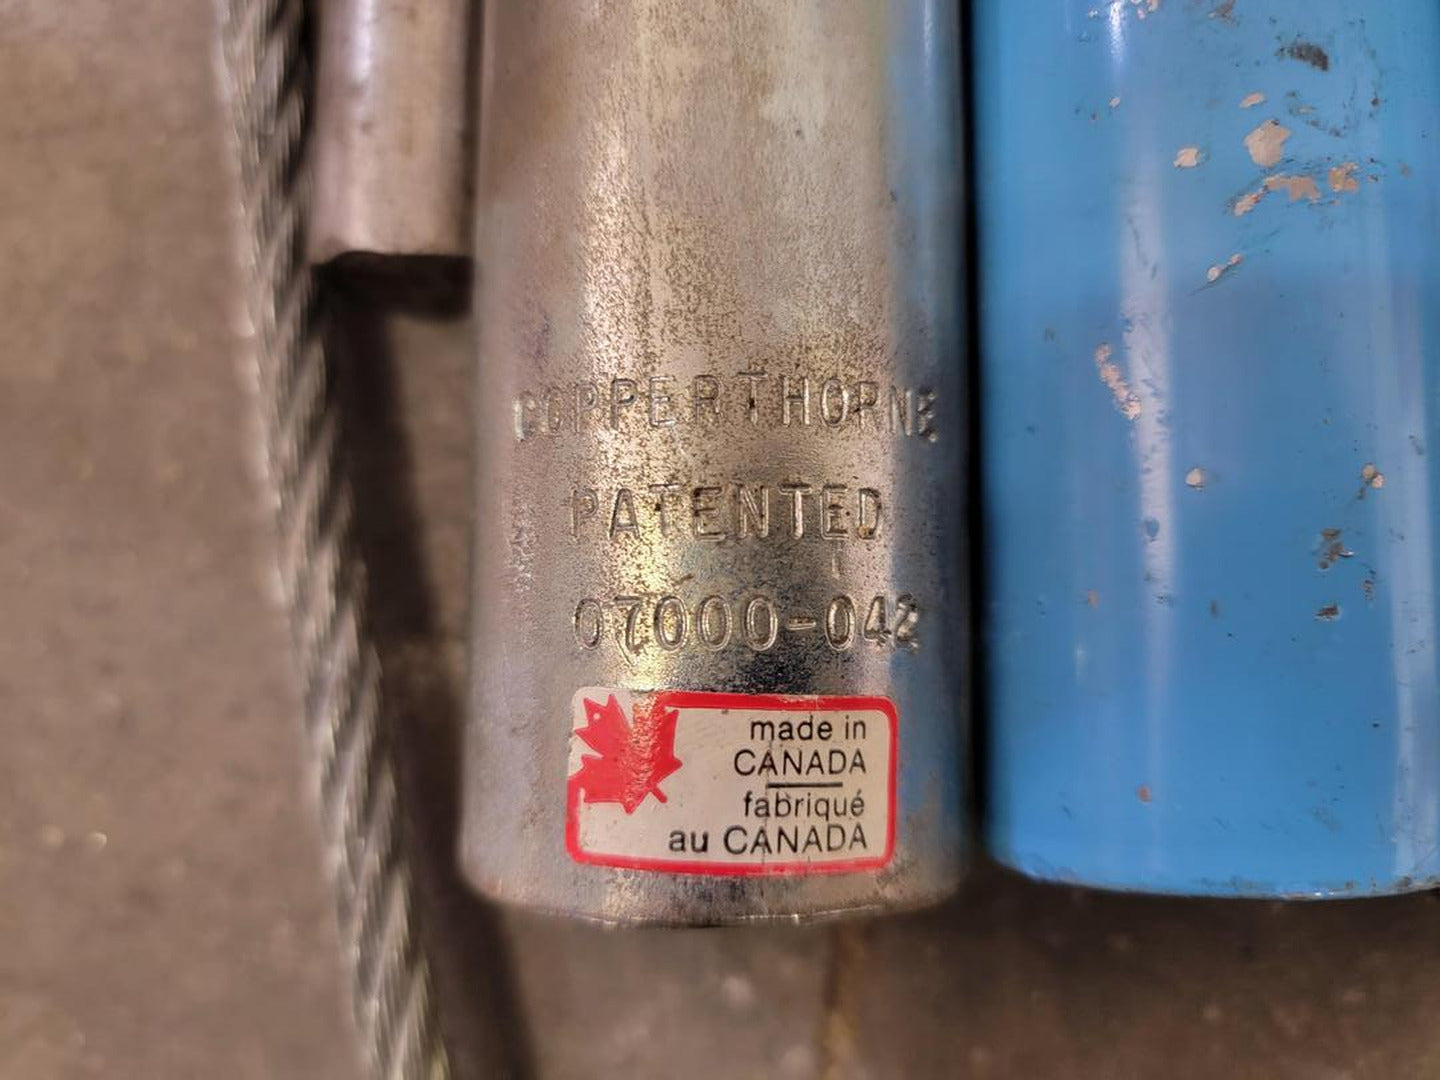 COPPERTHORNE
PATENTED
07000-042
made in
CANADA
fabriqué
au CANADA